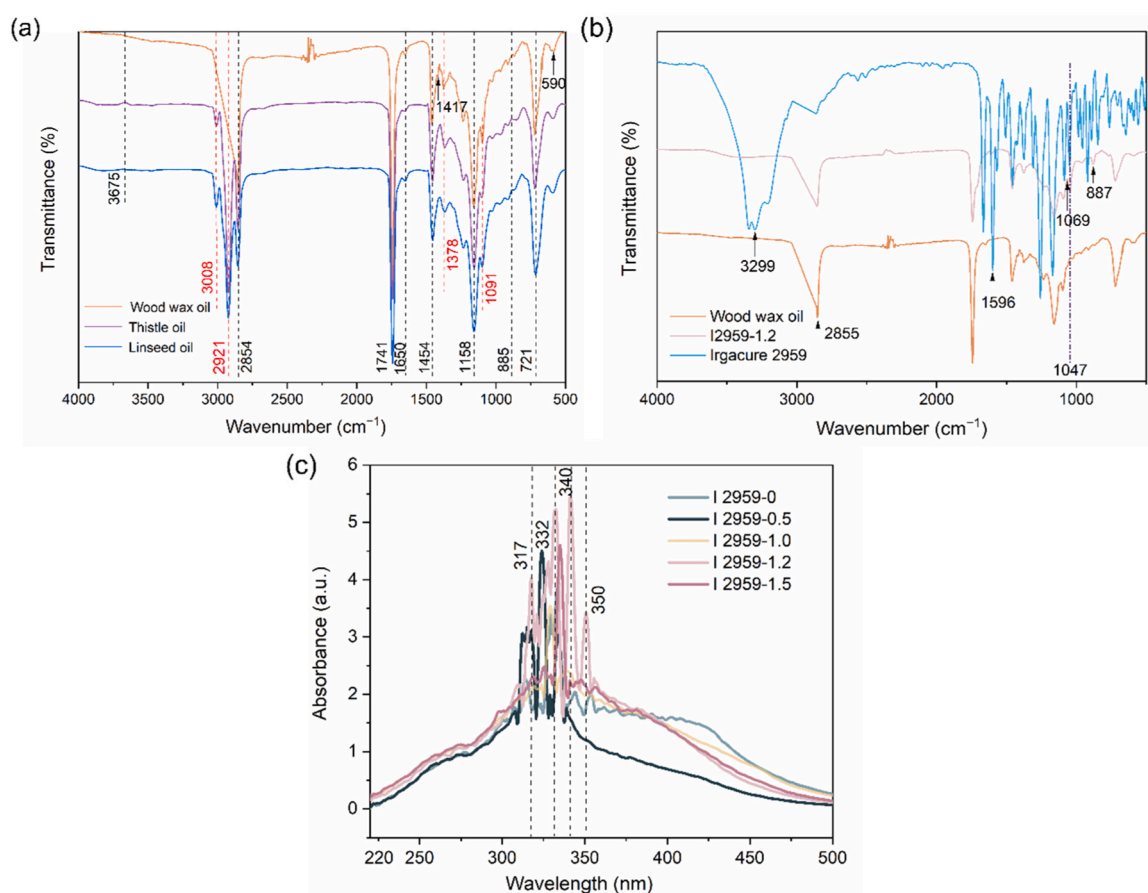 (a)
Transmittance (%)
3675
3008
2921
2854
1741
1650
1454
1417
1378
1158
1091
885
721
590
Wood wax oil
Thistle oil
Linseed oil
4000 3500 3000 2500 2000 1500 1000 500
Wavenumber (cm⁻¹)
(b)
Transmittance (%)
3299
2855
1596
1069
887
1047
Wood wax oil
I2959-1.2
Irgacure 2959
4000 3000 2000 1000
Wavenumber (cm⁻¹)
(c)
Absorbance (a.u.)
6
5
4
3
2
1
0
317
332
340
350
I 2959-0
I 2959-0.5
I 2959-1.0
I 2959-1.2
I 2959-1.5
220 250 300 350 400 450 500
Wavelength (nm)